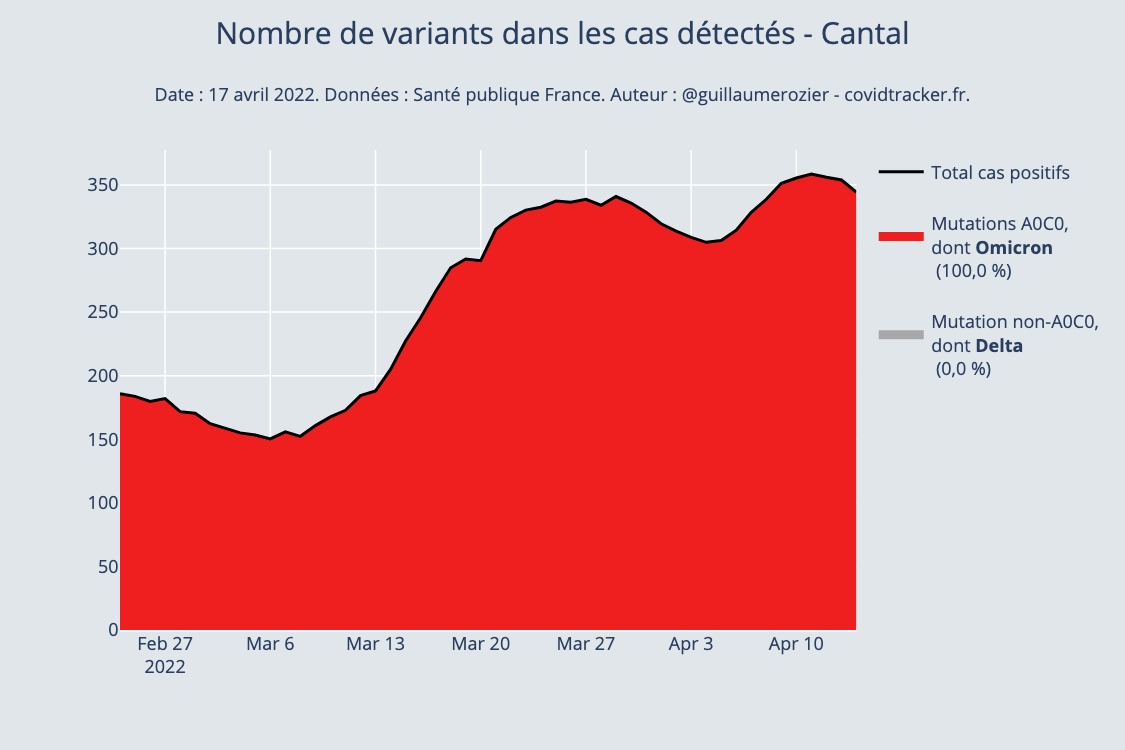 Nombre de variants dans les cas détectés - Cantal
Date : 17 avril 2022. Données : Santé publique France. Auteur : @guillaumerozier - covidtracker.fr.
350
300
250
200
150
100
50
0
Feb 27
2022
Mar 6
Mar 13
Mar 20
Mar 27
Apr 3
Apr 10
Total cas positifs
Mutations A0C0,
dont Omicron
(100,0 %)
Mutation non-A0C0,
dont Delta
(0,0 %)